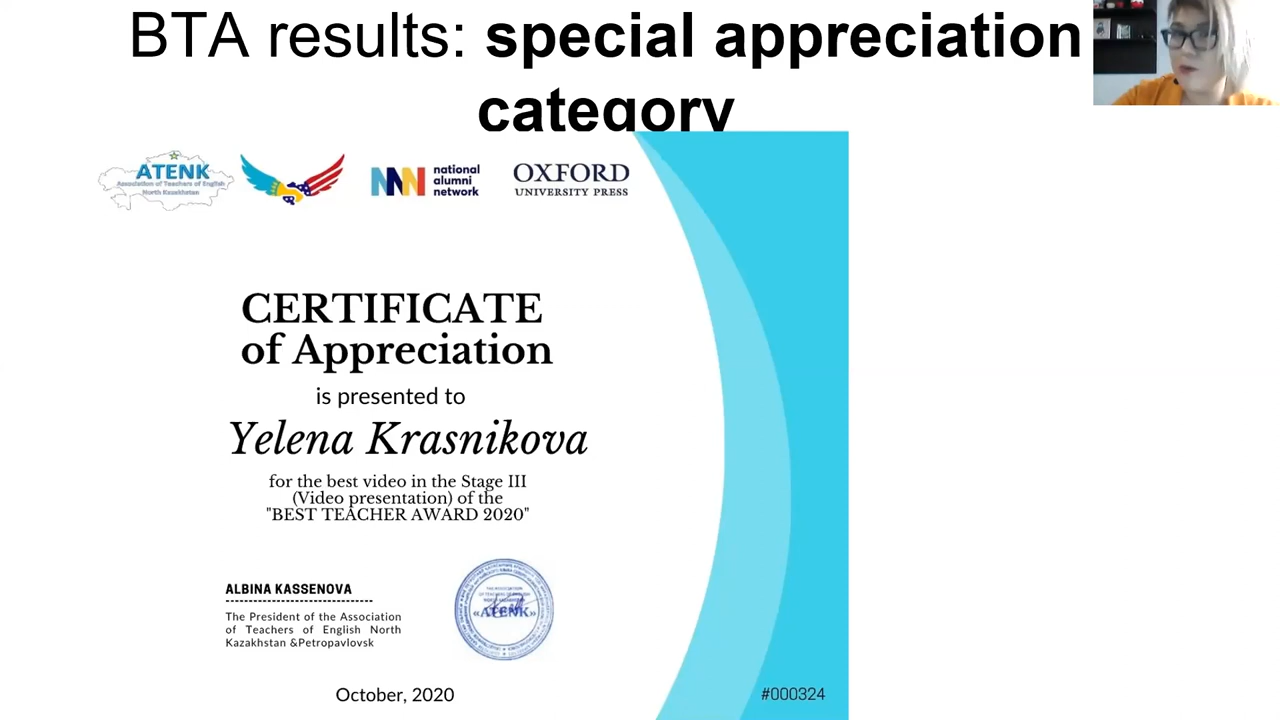 BTA results: special appreciation
category
ATENK
Association of Teachers of English
North Kazakhstan
NNN national
alumni
network
OXFORD
UNIVERSITY PRESS
CERTIFICATE
of Appreciation
is presented to
Yelena Krasnikova
for the best video in the Stage III
(Video presentation) of the
"BEST TEACHER AWARD 2020"
ALBINA KASSENOVA
The President of the Association
of Teachers of English North
Kazakhstan &Petropavlovsk
«ATENK»
October, 2020
#000324